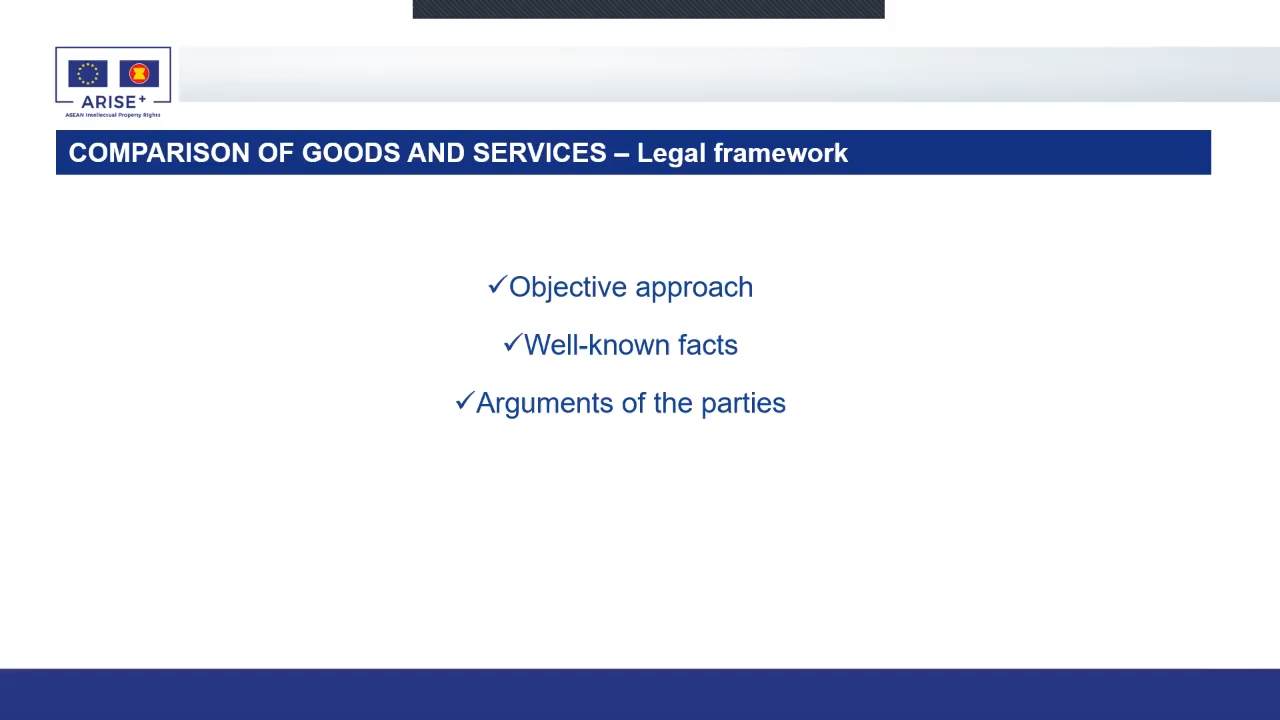 ARISE+
ASEAN Intellectual Property Rights
COMPARISON OF GOODS AND SERVICES – Legal framework
✓Objective approach
✓Well-known facts
✓Arguments of the parties